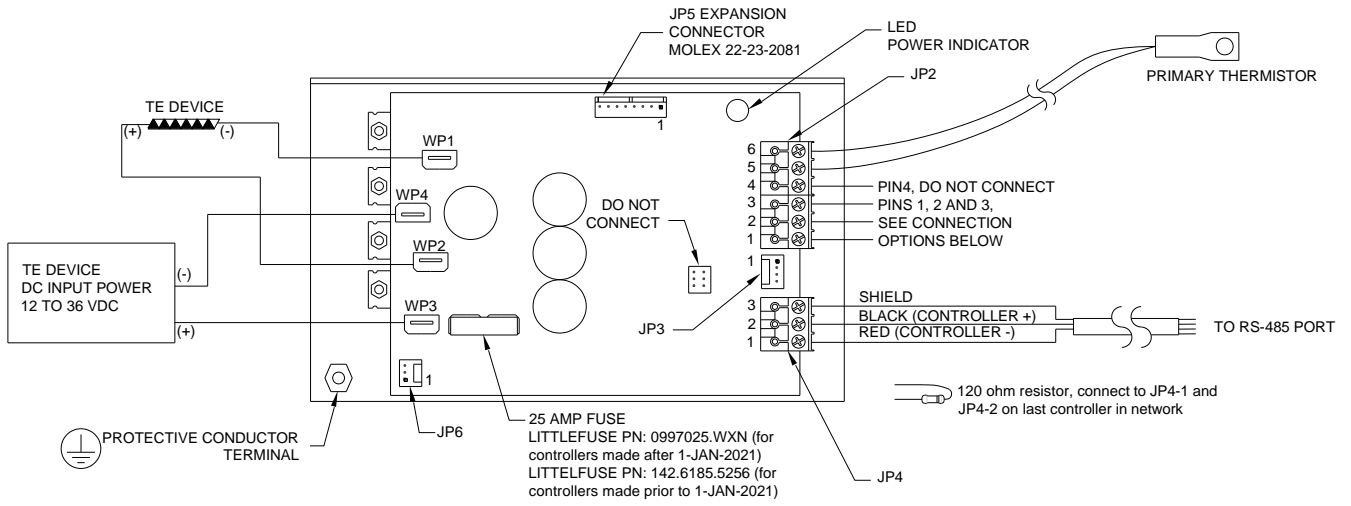 JP5 EXPANSION
CONNECTOR
MOLEX 22-23-2081
LED
POWER INDICATOR
JP2
PRIMARY THERMISTOR
TE DEVICE
(+)
(-)
WP1
WP4
WP2
WP3
1
DO NOT
CONNECT
6
5
4
3
2
1
PIN4, DO NOT CONNECT
PINS 1, 2 AND 3,
SEE CONNECTION
OPTIONS BELOW
TE DEVICE
DC INPUT POWER
12 TO 36 VDC
(-)
(+)
1
JP3
3
2
1
SHIELD
BLACK (CONTROLLER +)
RED (CONTROLLER -)
TO RS-485 PORT
120 ohm resistor, connect to JP4-1 and
JP4-2 on last controller in network
1
JP6
PROTECTIVE CONDUCTOR
TERMINAL
25 AMP FUSE
LITTLEFUSE PN: 0997025.WXN (for
controllers made after 1-JAN-2021)
LITTELFUSE PN: 142.6185.5256 (for
controllers made prior to 1-JAN-2021)
JP4